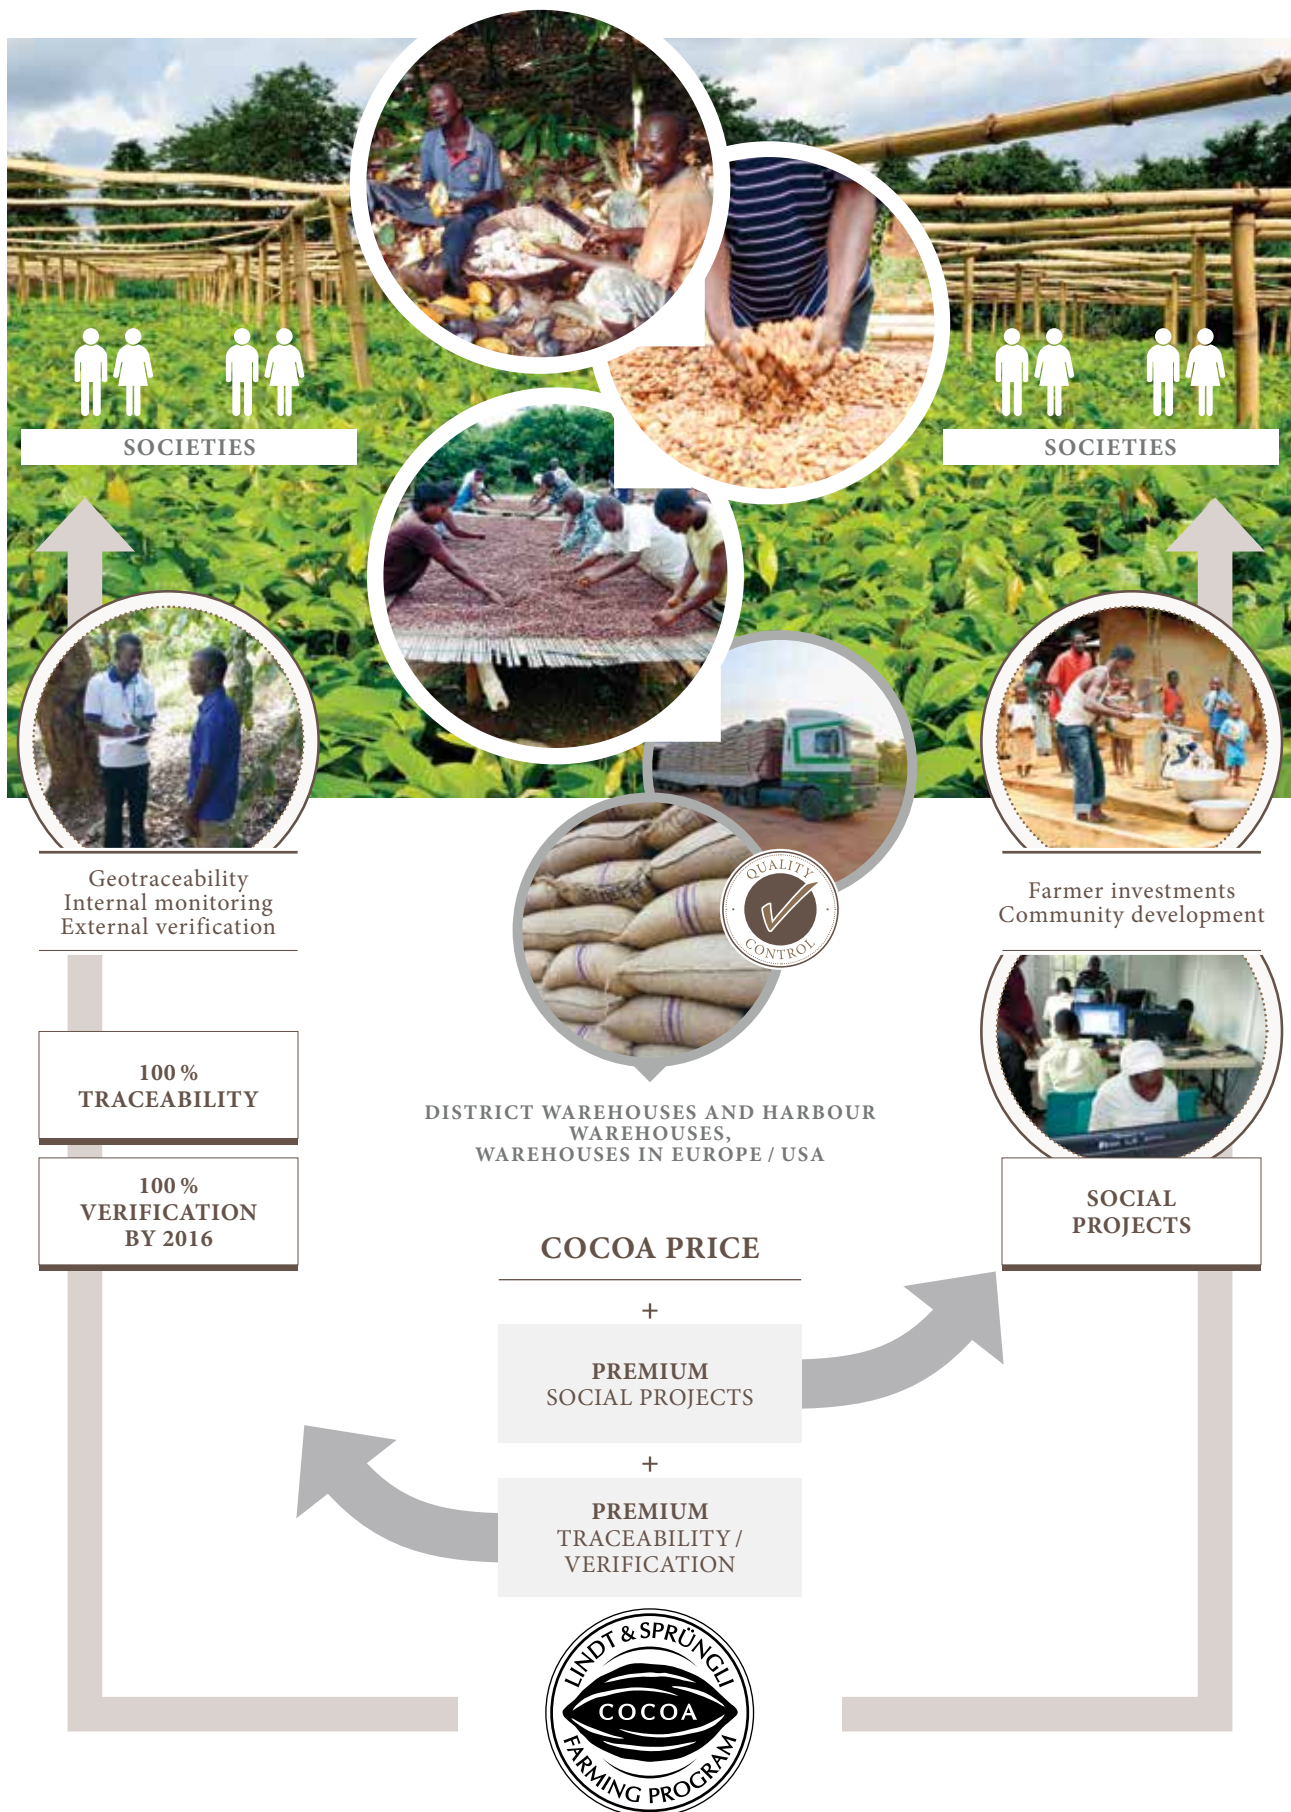 SOCIETIES
SOCIETIES
Geotraceability
Internal monitoring
External verification
QUALITY
CONTROL
Farmer investments
Community development
100 %
TRACEABILITY
100 %
VERIFICATION
BY 2016
DISTRICT WAREHOUSES AND HARBOUR
WAREHOUSES,
WAREHOUSES IN EUROPE / USA
SOCIAL
PROJECTS
COCOA PRICE
+
PREMIUM
SOCIAL PROJECTS
+
PREMIUM
TRACEABILITY /
VERIFICATION
LINDT & SPRÜNGLI
COCOA
FARMING PROGRAM